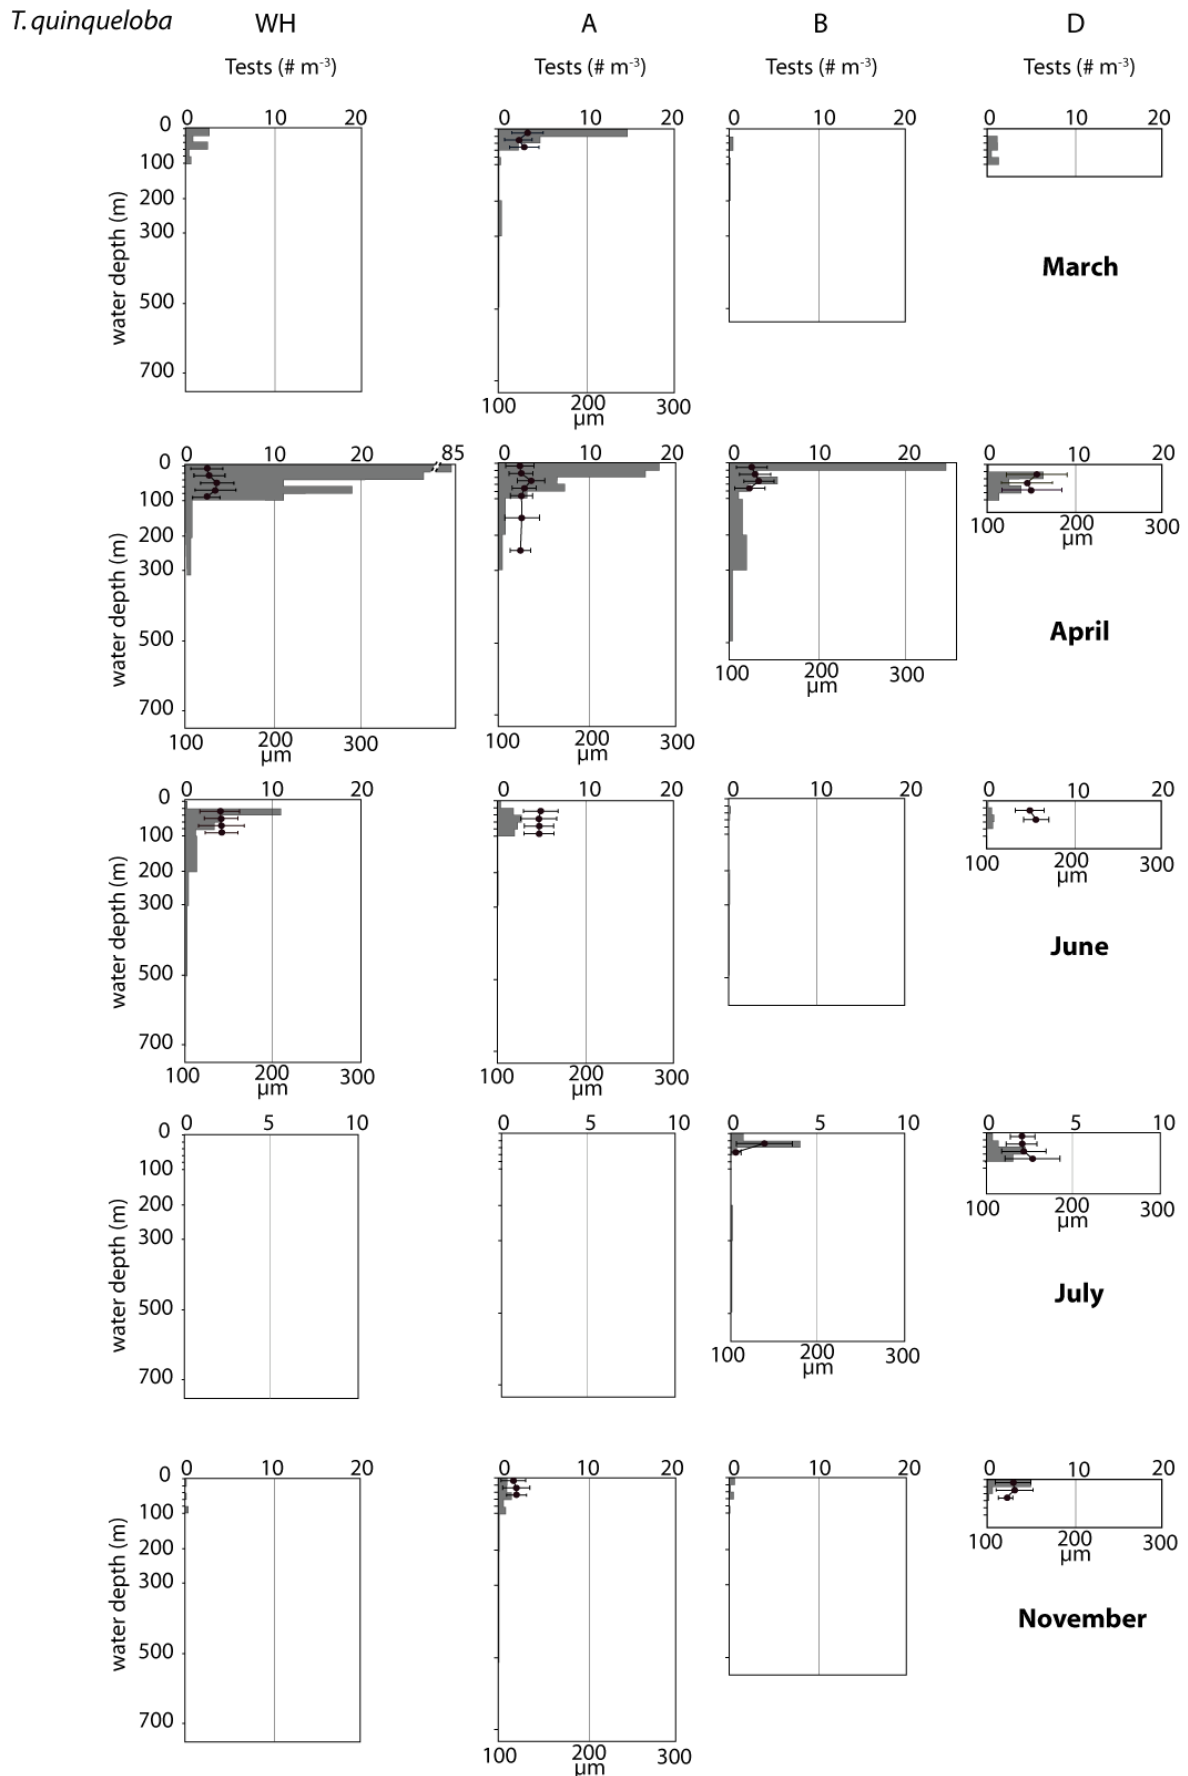 T. quinqueloba WH A B D
Tests (# m-3) Tests (# m-3) Tests (# m-3) Tests (# m-3)
0 10 20 0 10 20 0 10 20 0 10 20
0
100
200
300
500
700
water depth (m)
March
100 200 300
µm
0 10 20 85 0 10 20 0 10 20 0 10 20
0
100
200
300
500
700
water depth (m)
100 200 300
µm
April
100 200 300
µm
100 200 300
µm
100 200 300
µm
0 10 20 0 10 20 0 10 20 0 10 20
0
100
200
300
500
700
water depth (m)
100 200 300
µm
June
100 200 300
µm
100 200 300
µm
0 5 10 0 5 10 0 5 10 0 5 10
0
100
200
300
500
700
water depth (m)
100 200 300
µm
July
100 200 300
µm
0 10 20 0 10 20 0 10 20 0 10 20
0
100
200
300
500
700
water depth (m)
100 200 300
µm
November
100 200 300
µm